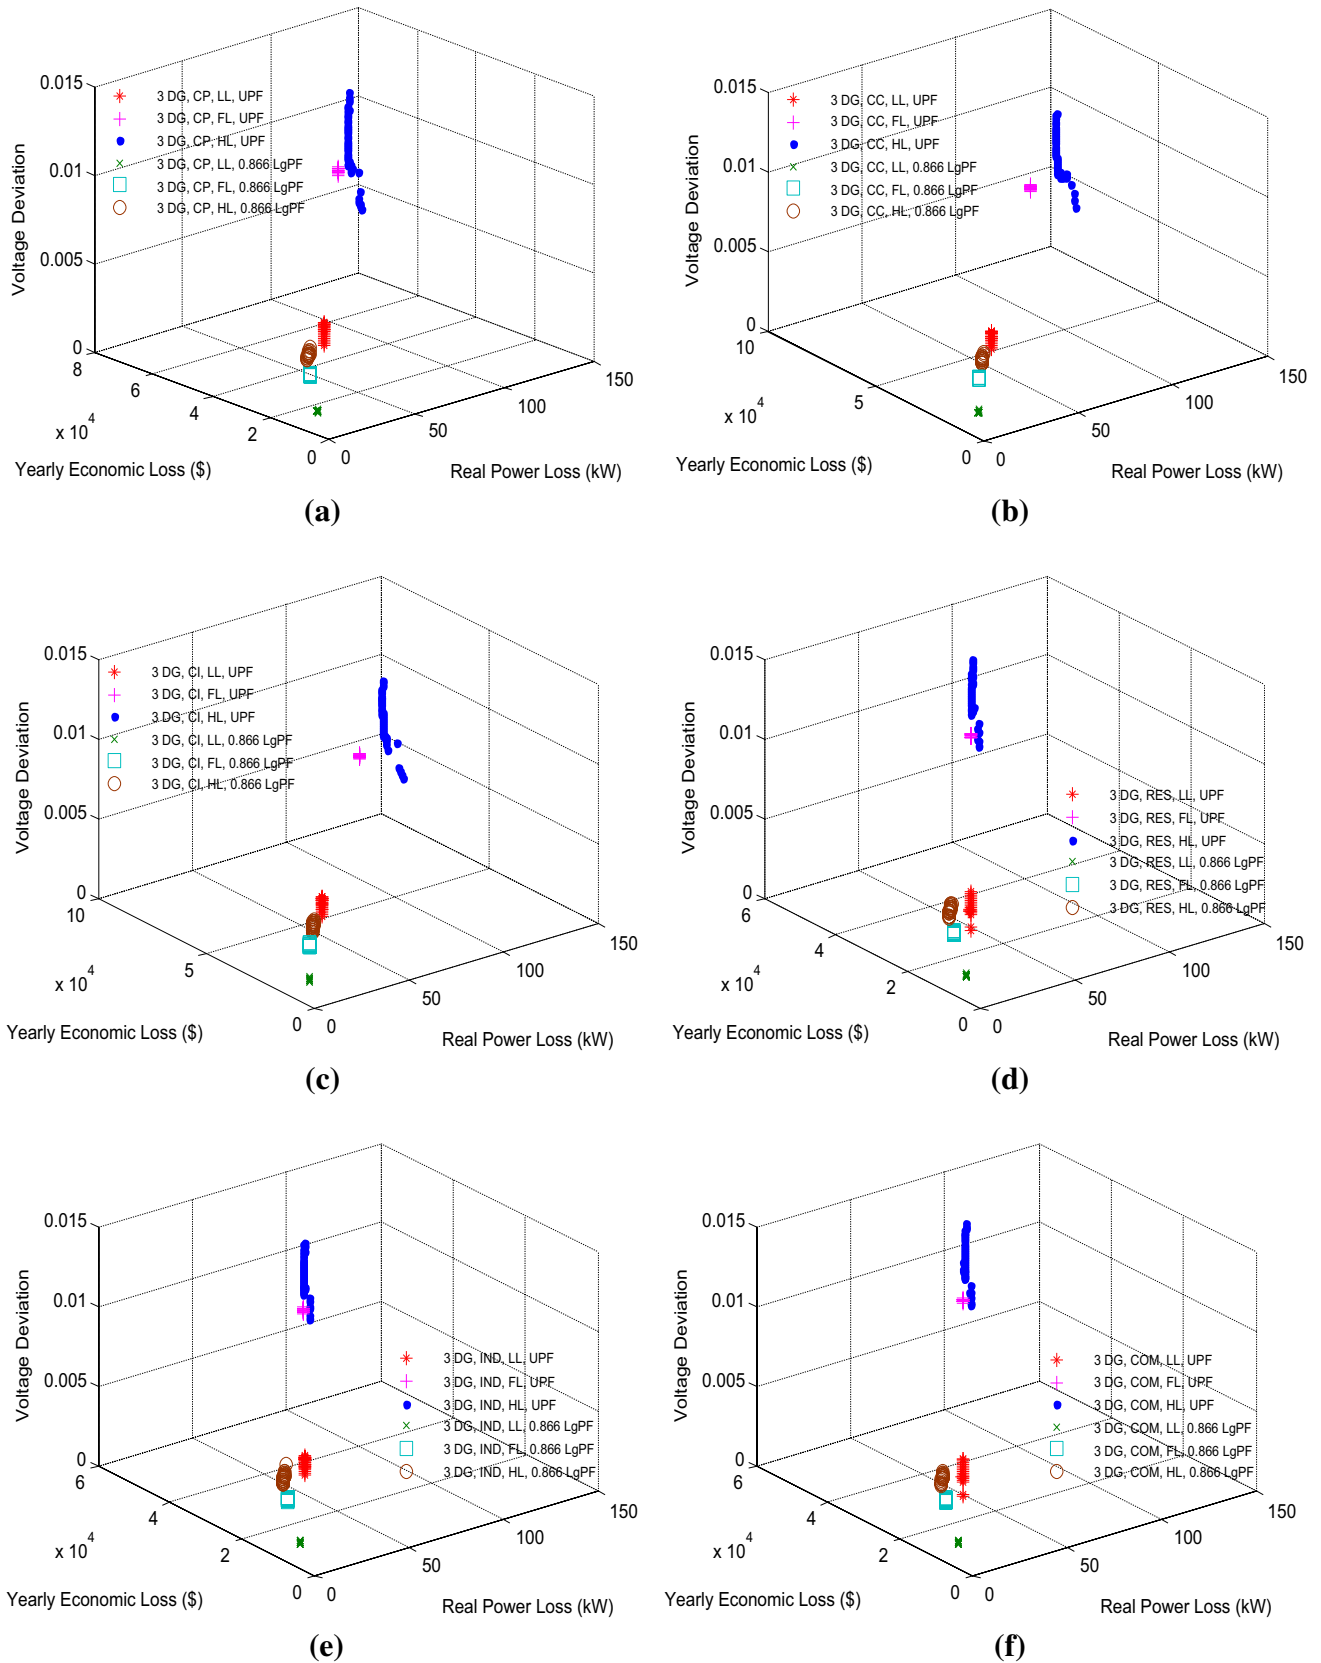 0.015
0.01
0.005
0
Voltage Deviation
3 DG, CP, LL, UPF
3 DG, CP, FL, UPF
3 DG, CP, HL, UPF
3 DG, CP, LL, 0.866 LgPF
3 DG, CP, FL, 0.866 LgPF
3 DG, CP, HL, 0.866 LgPF
8
6
4
2
0
x 10^4
0
50
100
150
Yearly Economic Loss ($)
Real Power Loss (kW)
(a)
0.015
0.01
0.005
0
Voltage Deviation
3 DG, CC, LL, UPF
3 DG, CC, FL, UPF
3 DG, CC, HL, UPF
3 DG, CC, LL, 0.866 LgPF
3 DG, CC, FL, 0.866 LgPF
3 DG, CC, HL, 0.866 LgPF
10
5
0
x 10^4
0
50
100
150
Yearly Economic Loss ($)
Real Power Loss (kW)
(b)
0.015
0.01
0.005
0
Voltage Deviation
3 DG, CI, LL, UPF
3 DG, CI, FL, UPF
3 DG, CI, HL, UPF
3 DG, CI, LL, 0.866 LgPF
3 DG, CI, FL, 0.866 LgPF
3 DG, CI, HL, 0.866 LgPF
10
5
0
x 10^4
0
50
100
150
Yearly Economic Loss ($)
Real Power Loss (kW)
(c)
0.015
0.01
0.005
0
Voltage Deviation
3 DG, RES, LL, UPF
3 DG, RES, FL, UPF
3 DG, RES, HL, UPF
3 DG, RES, LL, 0.866 LgPF
3 DG, RES, FL, 0.866 LgPF
3 DG, RES, HL, 0.866 LgPF
6
4
2
0
x 10^4
0
50
100
150
Yearly Economic Loss ($)
Real Power Loss (kW)
(d)
0.015
0.01
0.005
0
Voltage Deviation
3 DG, IND, LL, UPF
3 DG, IND, FL, UPF
3 DG, IND, HL, UPF
3 DG, IND, LL, 0.866 LgPF
3 DG, IND, FL, 0.866 LgPF
3 DG, IND, HL, 0.866 LgPF
6
4
2
0
x 10^4
0
50
100
150
Yearly Economic Loss ($)
Real Power Loss (kW)
(e)
0.015
0.01
0.005
0
Voltage Deviation
3 DG, COM, LL, UPF
3 DG, COM, FL, UPF
3 DG, COM, HL, UPF
3 DG, COM, LL, 0.866 LgPF
3 DG, COM, FL, 0.866 LgPF
3 DG, COM, HL, 0.866 LgPF
6
4
2
0
x 10^4
0
50
100
150
Yearly Economic Loss ($)
Real Power Loss (kW)
(f)